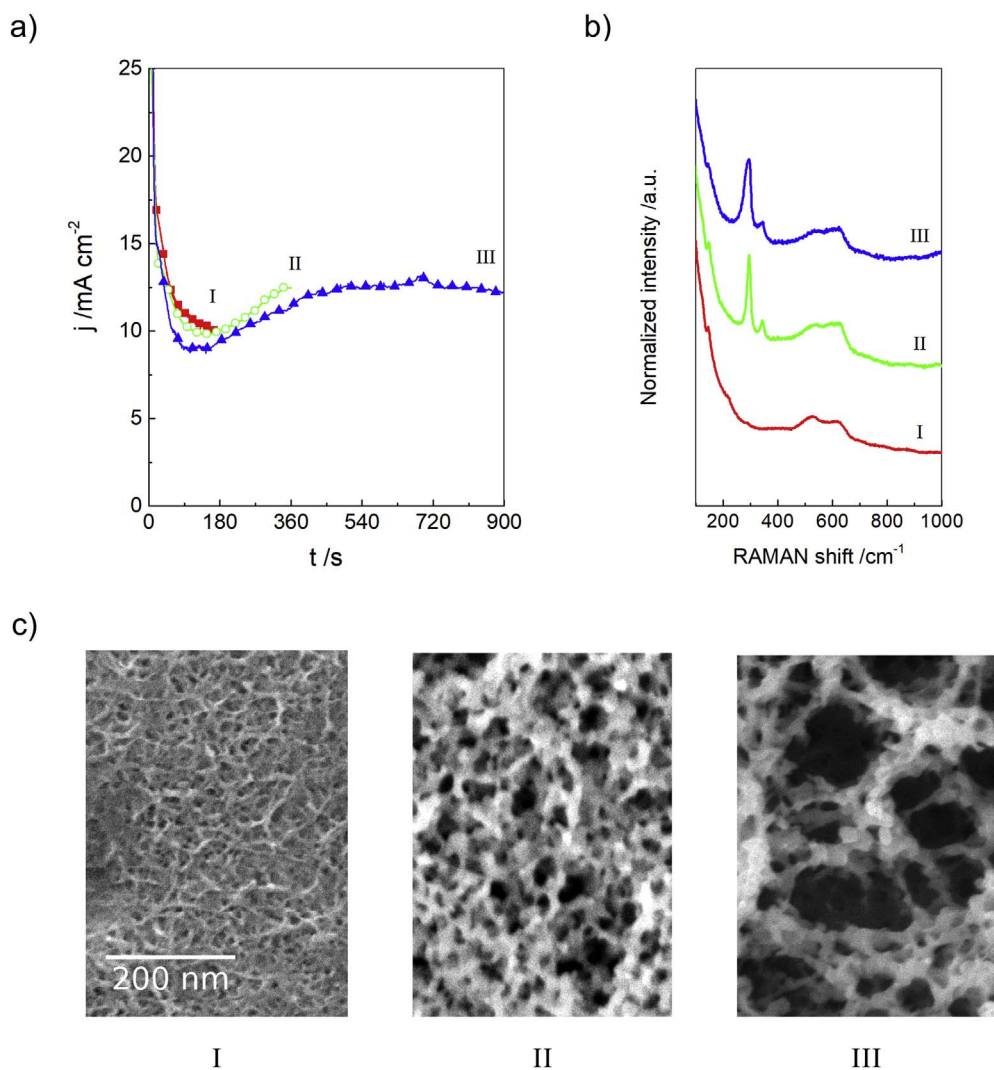 a)
b)
25
20
15
10
5
0
j /mA cm⁻²
I
II
III
0 180 360 540 720 900
t /s
Normalized intensity /a.u.
III
II
I
200 400 600 800 1000
RAMAN shift /cm⁻¹
c)
200 nm
I II III